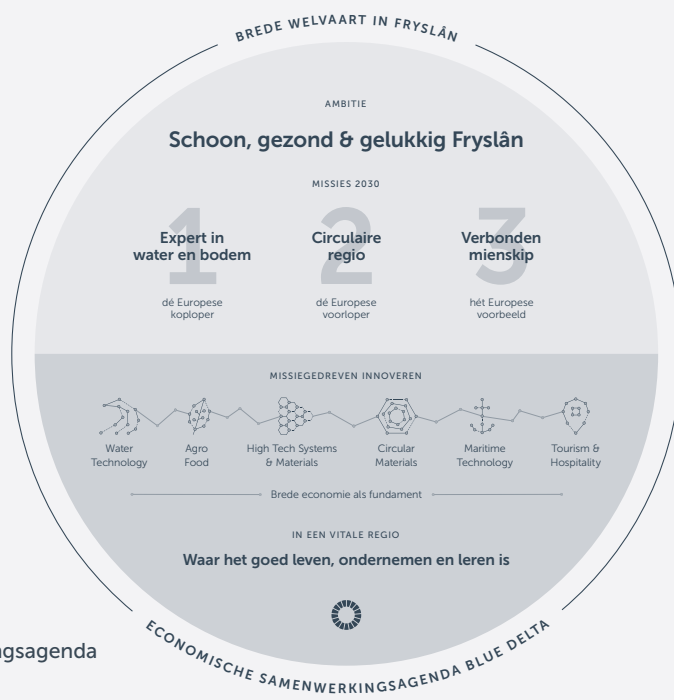 BREDE WELVAART IN FRYSLÂN
AMBITIE
Schoon, gezond & gelukkig Fryslân
MISSIES 2030
1
Expert in
water en bodem
dé Europese
koploper
2
Circulaire
regio
dé Europese
voorloper
3
Verbonden
mienskip
hét Europese
voorbeeld
MISSIEGEDREVEN INNOVEREN
Water
Technology
Agro
Food
High Tech Systems
& Materials
Circular
Materials
Maritime
Technology
Tourism &
Hospitality
Brede economie als fundament
IN EEN VITALE REGIO
Waar het goed leven, ondernemen en leren is
ECONOMISCHE SAMENWERKINGSAGENDA BLUE DELTA
ngsagenda